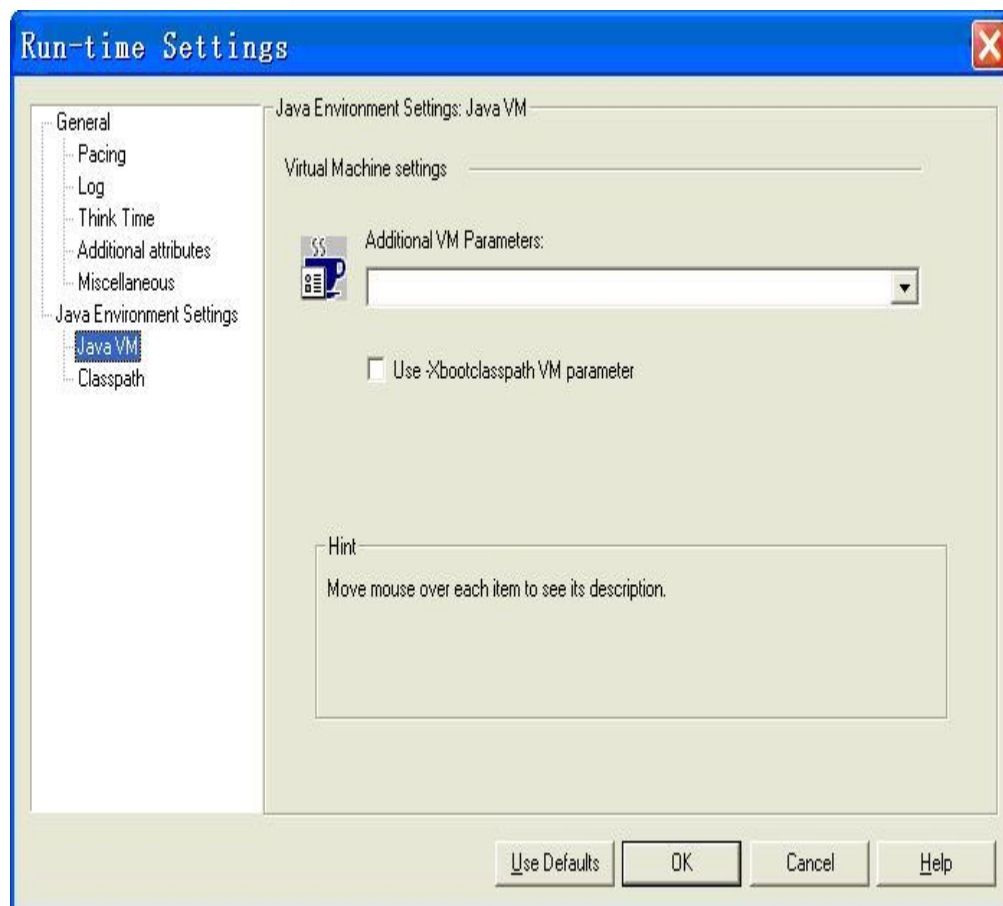 Run-time Settings
General
Pacing
Log
Think Time
Additional attributes
Miscellaneous
Java Environment Settings
Java VM
Classpath
Java Environment Settings: Java VM
Virtual Machine settings
Additional VM Parameters:
Use -Xbootclasspath VM parameter
Hint
Move mouse over each item to see its description.
Use Defaults
OK
Cancel
Help